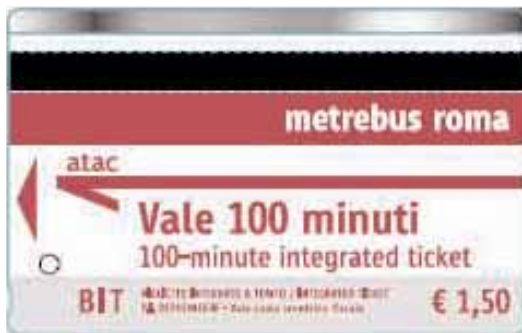 metrebus roma
atac
Vale 100 minuti
100-minute integrated ticket
BIT
€ 1,50